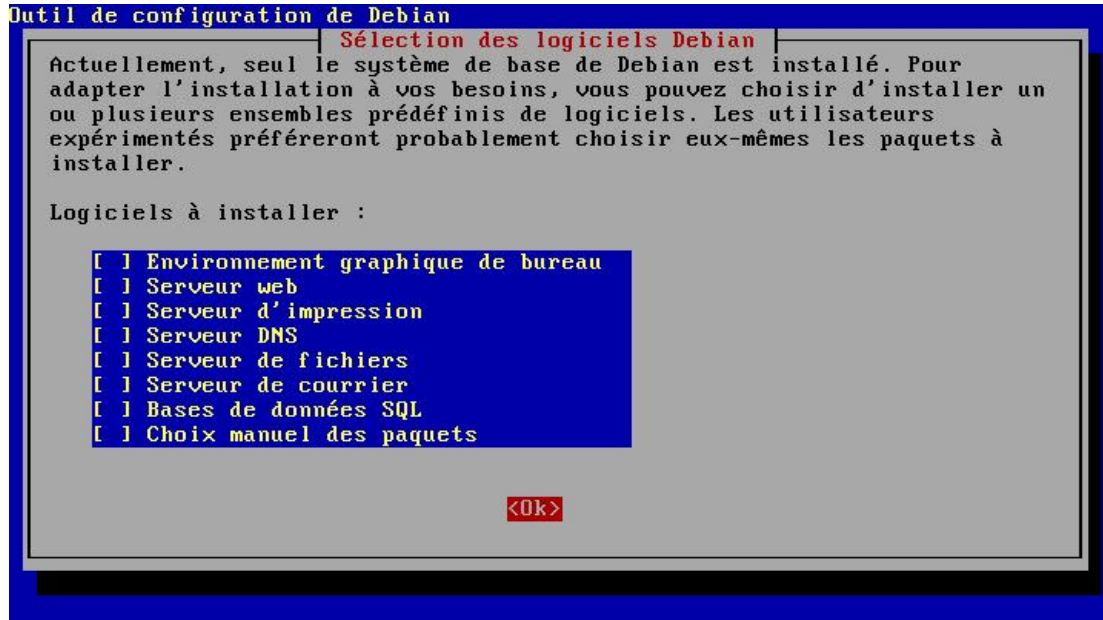 Outil de configuration de Debian
Sélection des logiciels Debian
Actuellement, seul le système de base de Debian est installé. Pour
adapter l'installation à vos besoins, vous pouvez choisir d'installer un
ou plusieurs ensembles prédéfinis de logiciels. Les utilisateurs
expérimentés préféreront probablement choisir eux-mêmes les paquets à
installer.
Logiciels à installer :
[ ] Environnement graphique de bureau
[ ] Serveur web
[ ] Serveur d'impression
[ ] Serveur DNS
[ ] Serveur de fichiers
[ ] Serveur de courrier
[ ] Bases de données SQL
[ ] Choix manuel des paquets
<Ok>